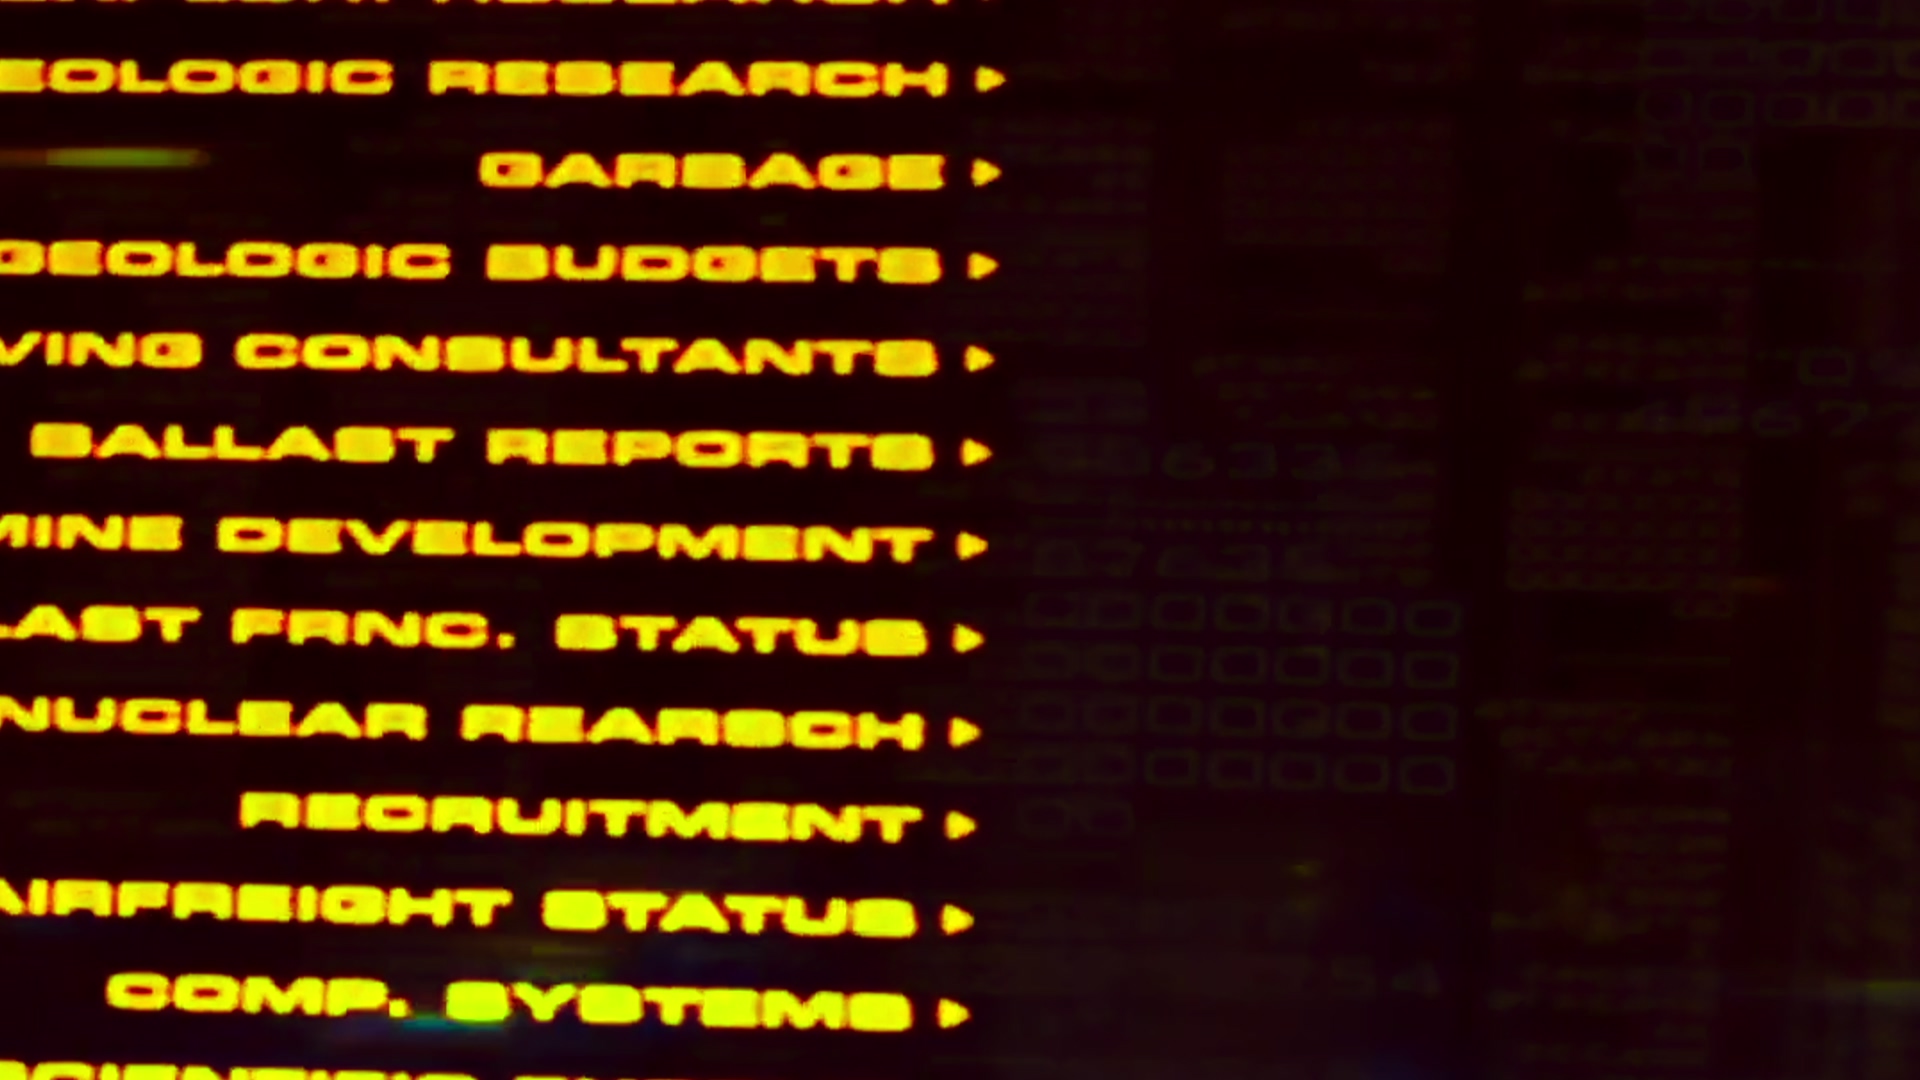 EOLOGIC RESEARCH
GARBAGE
GEOLOGIC BUDGETS
VING CONSULTANTS
BALLAST REPORTS
MINE DEVELOPMENT
LAST FRNC. STATUS
NUCLEAR REARSCH
RECRUITMENT
AIRFREIGHT STATUS
COMP. SYSTEMS